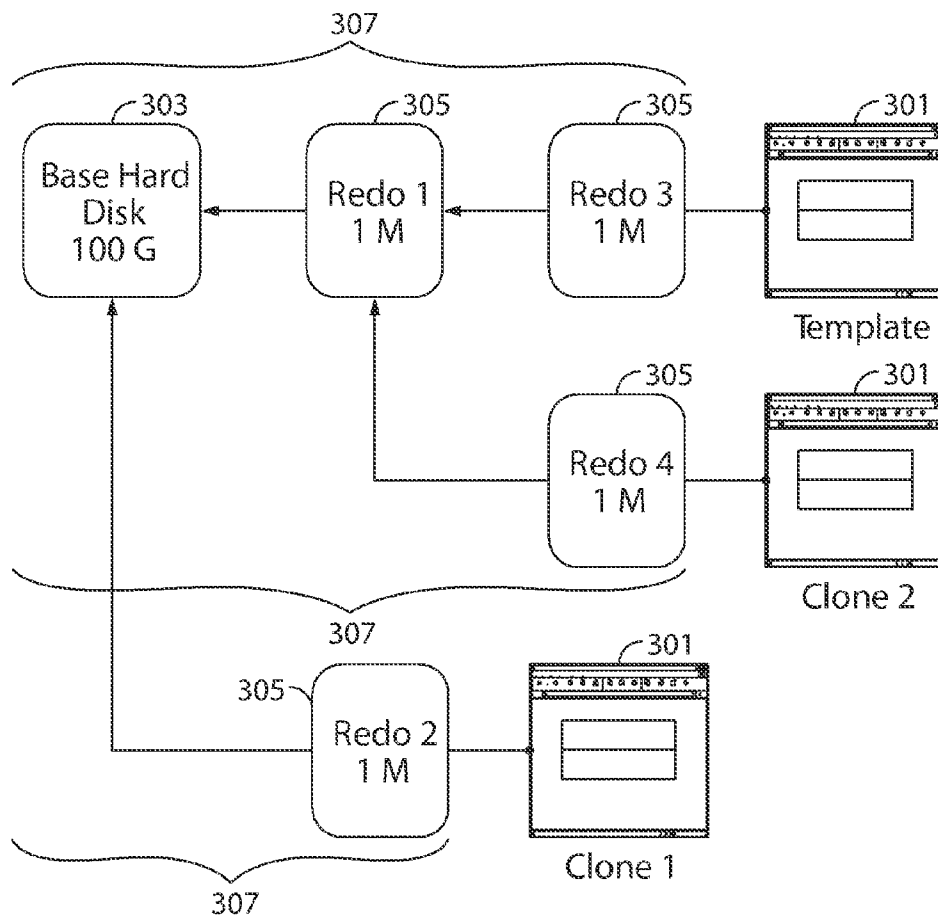 307
303
305
305
301
Base Hard
Disk
100 G
Redo 1
1 M
Redo 3
1 M
Template
305
301
Redo 4
1 M
Clone 2
307
301
305
Redo 2
1 M
Clone 1
307